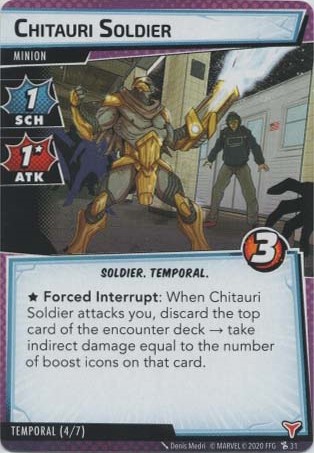 CHITAURI SOLDIER
MINION
1
SCH
1*
ATK
3
SOLDIER. TEMPORAL.
★ Forced Interrupt: When Chitauri
Soldier attacks you, discard the top
card of the encounter deck → take
indirect damage equal to the number
of boost icons on that card.
TEMPORAL (4/7)
Denis Medri © MARVEL © 2020 FFG 31